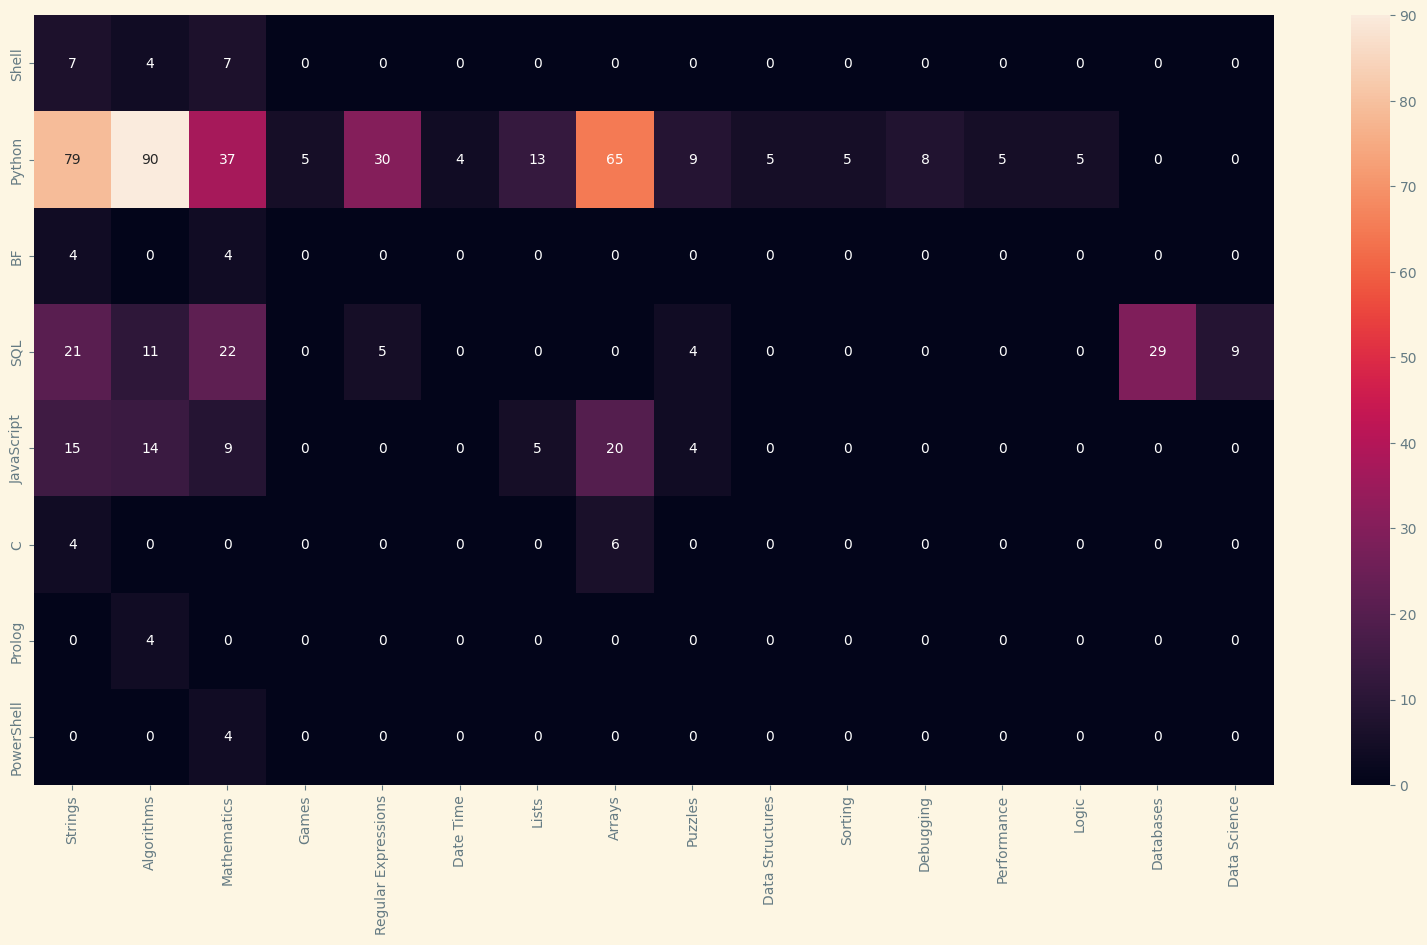 Shell 7 4 7 0 0 0 0 0 0 0 0 0 0 0 0 0
Python 79 90 37 5 30 4 13 65 9 5 5 8 5 5 0 0
BF 4 0 4 0 0 0 0 0 0 0 0 0 0 0 0 0
SQL 21 11 22 0 5 0 0 0 4 0 0 0 0 0 29 9
JavaScript 15 14 9 0 0 0 5 20 4 0 0 0 0 0 0 0
C 4 0 0 0 0 0 0 6 0 0 0 0 0 0 0 0
Prolog 0 4 0 0 0 0 0 0 0 0 0 0 0 0 0 0
PowerShell 0 0 4 0 0 0 0 0 0 0 0 0 0 0 0 0
Strings
Algorithms
Mathematics
Games
Regular Expressions
Date Time
Lists
Arrays
Puzzles
Data Structures
Sorting
Debugging
Performance
Logic
Databases
Data Science
90
80
70
60
50
40
30
20
10
0